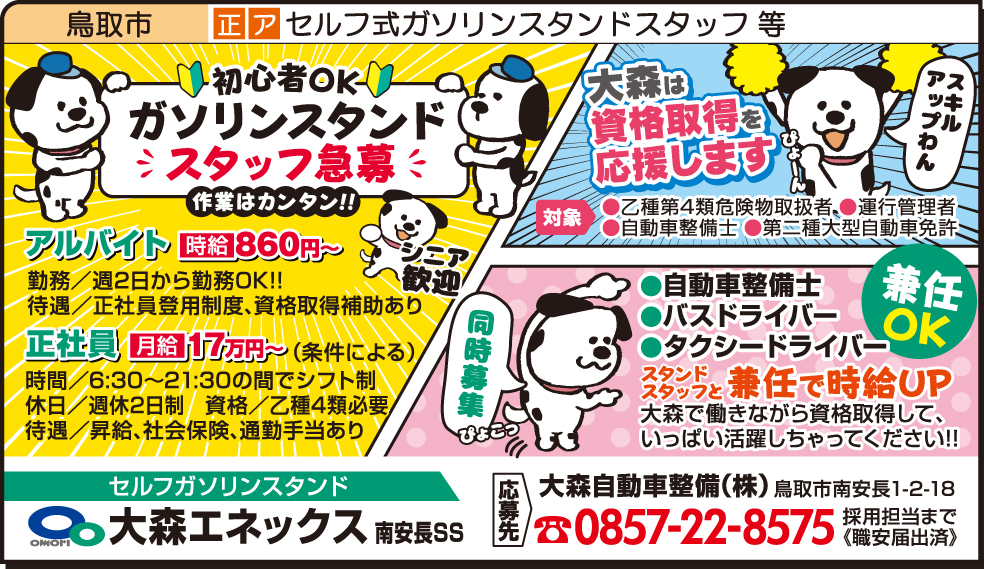 鳥取市 正 ア セルフ式ガソリンスタンドスタッフ 等
初心者OK
ガソリンスタンド
スタッフ急募
作業はカンタン!!
アルバイト 時給860円～
勤務／週2日から勤務OK!!
待遇／正社員登用制度、資格取得補助あり
シニア
歓迎
正社員 月給17万円～(条件による)
時間／6:30～21:30の間でシフト制
休日／週休2日制 資格／乙種4類必要
待遇／昇給、社会保険、通勤手当あり
大森は
資格取得を
応援します
ぴょーん
スキル
アップわん
対象
●乙種第4類危険物取扱者 ●運行管理者
●自動車整備士 ●第二種大型自動車免許
同時募集
ぴょこっ
●自動車整備士
●バスドライバー
●タクシードライバー
兼任
OK
スタンド
スタッフと兼任で時給UP
大森で働きながら資格取得して、
いっぱい活躍しちゃってください!!
セルフガソリンスタンド
OMORI 大森エネックス 南安長SS
応募先
大森自動車整備(株) 鳥取市南安長1-2-18
☎0857-22-8575
採用担当まで
《職安届出済》